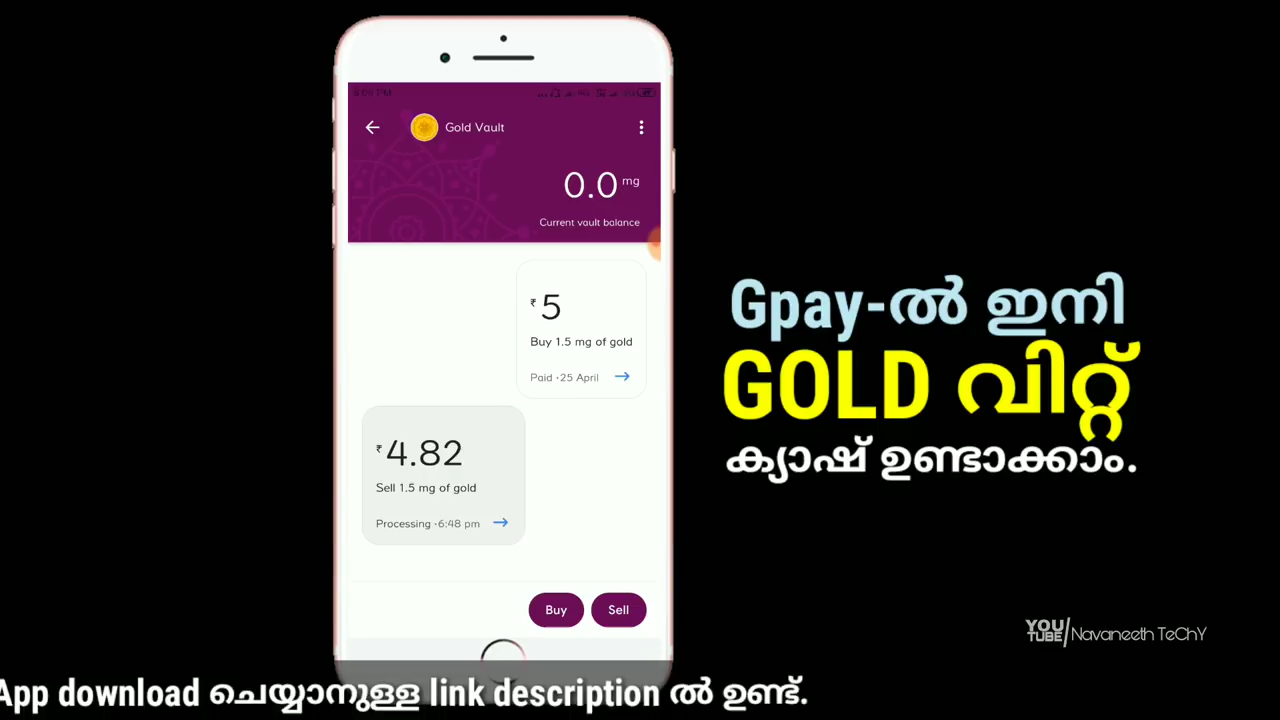 Gold Vault
0.0 mg
Current vault balance
₹5
Buy 1.5 mg of gold
Paid •25 April
₹4.82
Sell 1.5 mg of gold
Processing •6:48 pm
Buy
Sell
Gpay-ൽ ഇനി
GOLD വിറ്റ്
ക്യാഷ് ഉണ്ടാക്കാം.
YOU TUBE/Navaneeth TeChY
App download ചെയ്യാനുള്ള link description ൽ ഉണ്ട്.